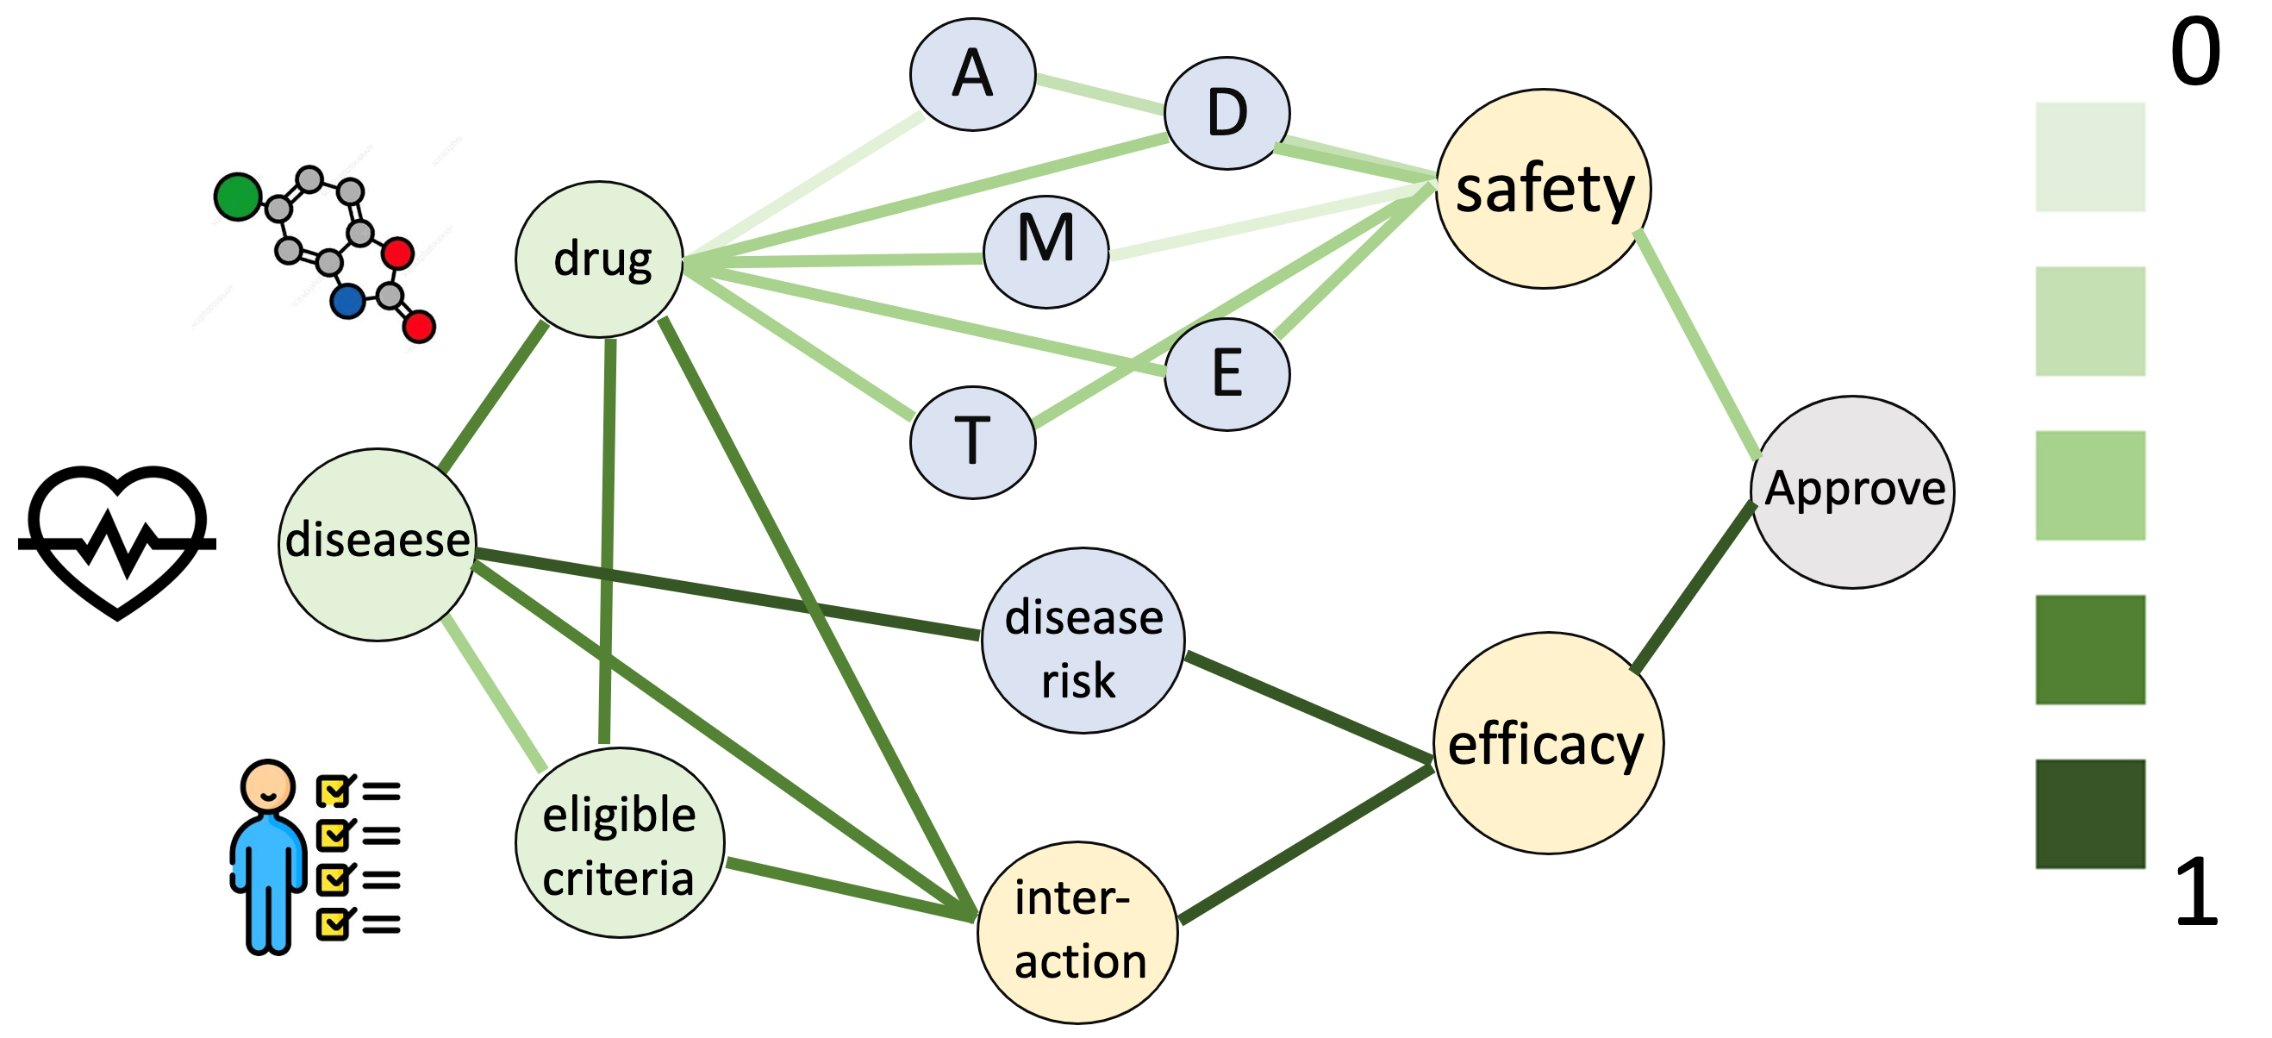 0
A
D
safety
drug
M
E
T
Approve
diseaese
disease
risk
efficacy
eligible
criteria
inter-
action
1